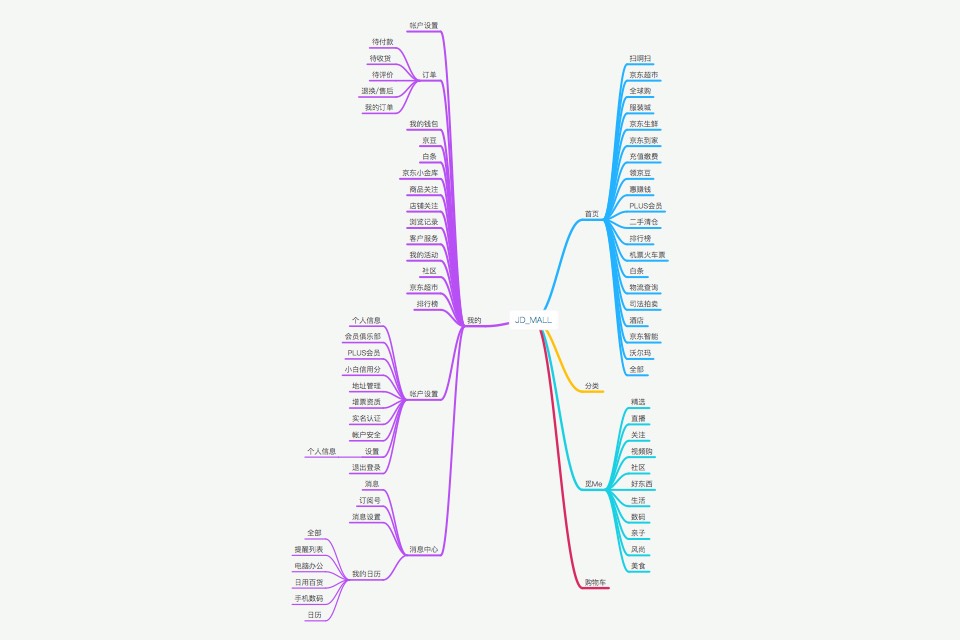 JD_MALL
首页
扫啊扫
京东超市
全球购
服装城
京东生鲜
京东到家
充值缴费
领京豆
惠赚钱
PLUS会员
二手清仓
排行榜
机票火车票
白条
物流查询
司法拍卖
酒店
京东智能
沃尔玛
全部
分类
觅Me
精选
直播
关注
视频购
社区
好东西
生活
数码
亲子
风尚
美食
购物车
我的
帐户设置
订单
待付款
待收货
待评价
退换/售后
我的订单
我的钱包
京豆
白条
京东小金库
商品关注
店铺关注
浏览记录
客户服务
我的活动
社区
京东超市
排行榜
帐户设置
个人信息
会员俱乐部
PLUS会员
小白信用分
地址管理
增票资质
实名认证
帐户安全
设置
个人信息
退出登录
消息中心
消息
订阅号
消息设置
我的日历
全部
提醒列表
电脑办公
日用百货
手机数码
日历